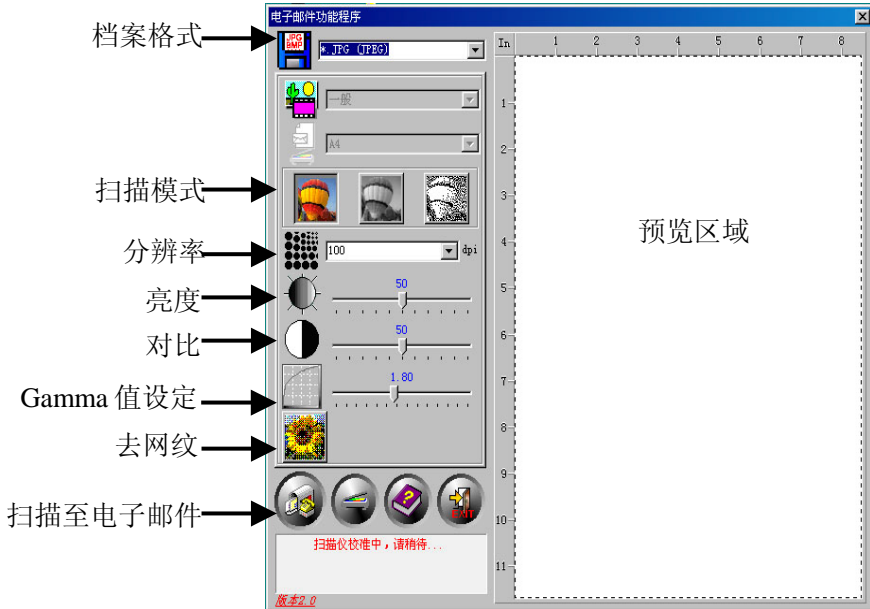 电子邮件功能程序
档案格式
JPG
BMP
*.JPG (JPEG)
In 1 2 3 4 5 6 7 8
一般
A4
扫描模式
分辨率
100 dpi
亮度
50
对比
50
Gamma 值设定
1.80
去网纹
扫描至电子邮件
?
EXIT
扫描仪校准中，请稍待...
版本2.0
1
2
3
预览区域
4
5
6
7
8
9
10
11